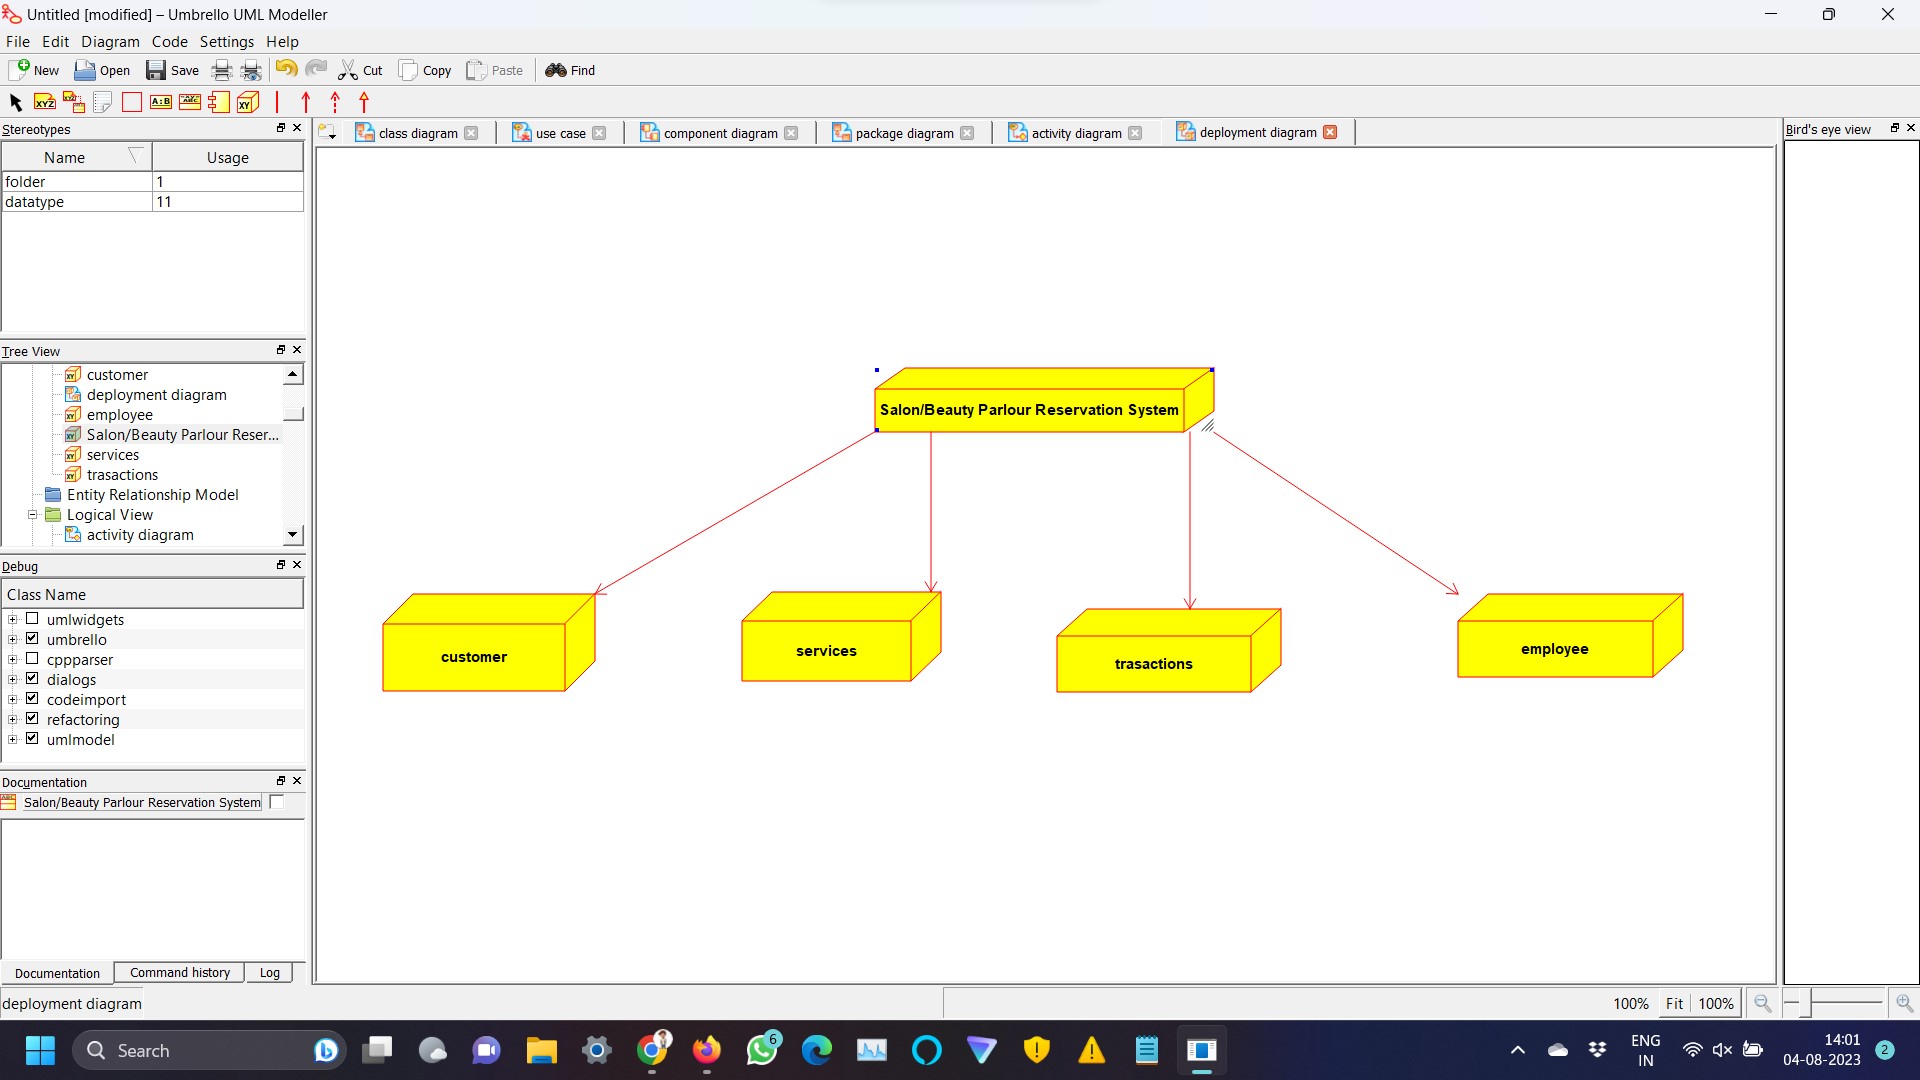 Untitled [modified] – Umbrello UML Modeller
File Edit Diagram Code Settings Help
New Open Save Cut Copy Paste Find
XYZ A:B XY
Stereotypes
Name Usage
folder 1
datatype 11
Tree View
customer
deployment diagram
employee
Salon/Beauty Parlour Reser...
services
trasactions
Entity Relationship Model
Logical View
activity diagram
Debug
Class Name
umlwidgets
umbrello
cppparser
dialogs
codeimport
refactoring
umlmodel
Documentation
Salon/Beauty Parlour Reservation System
Documentation Command history Log
class diagram use case component diagram package diagram activity diagram deployment diagram
Salon/Beauty Parlour Reservation System
customer
services
trasactions
employee
Bird's eye view
deployment diagram
100% Fit 100%
Search
6
ENG
IN
14:01
04-08-2023
2